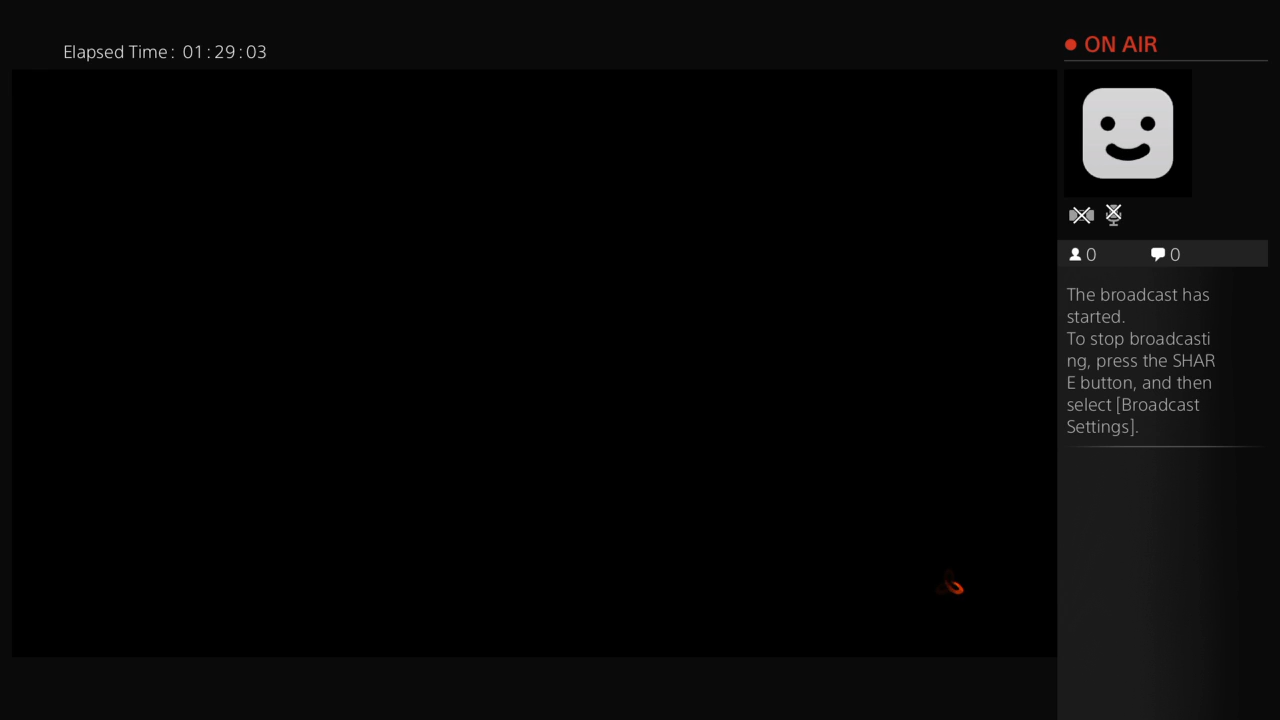 Elapsed Time: 01:29:03
ON AIR
0 0
The broadcast has
started.
To stop broadcasti
ng, press the SHAR
E button, and then
select [Broadcast
Settings].